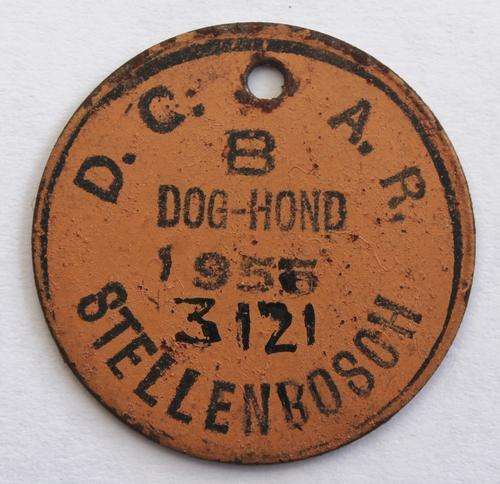 D. C. A. R.
B
DOG-HOND
1956
3121
STELLENBOSCH